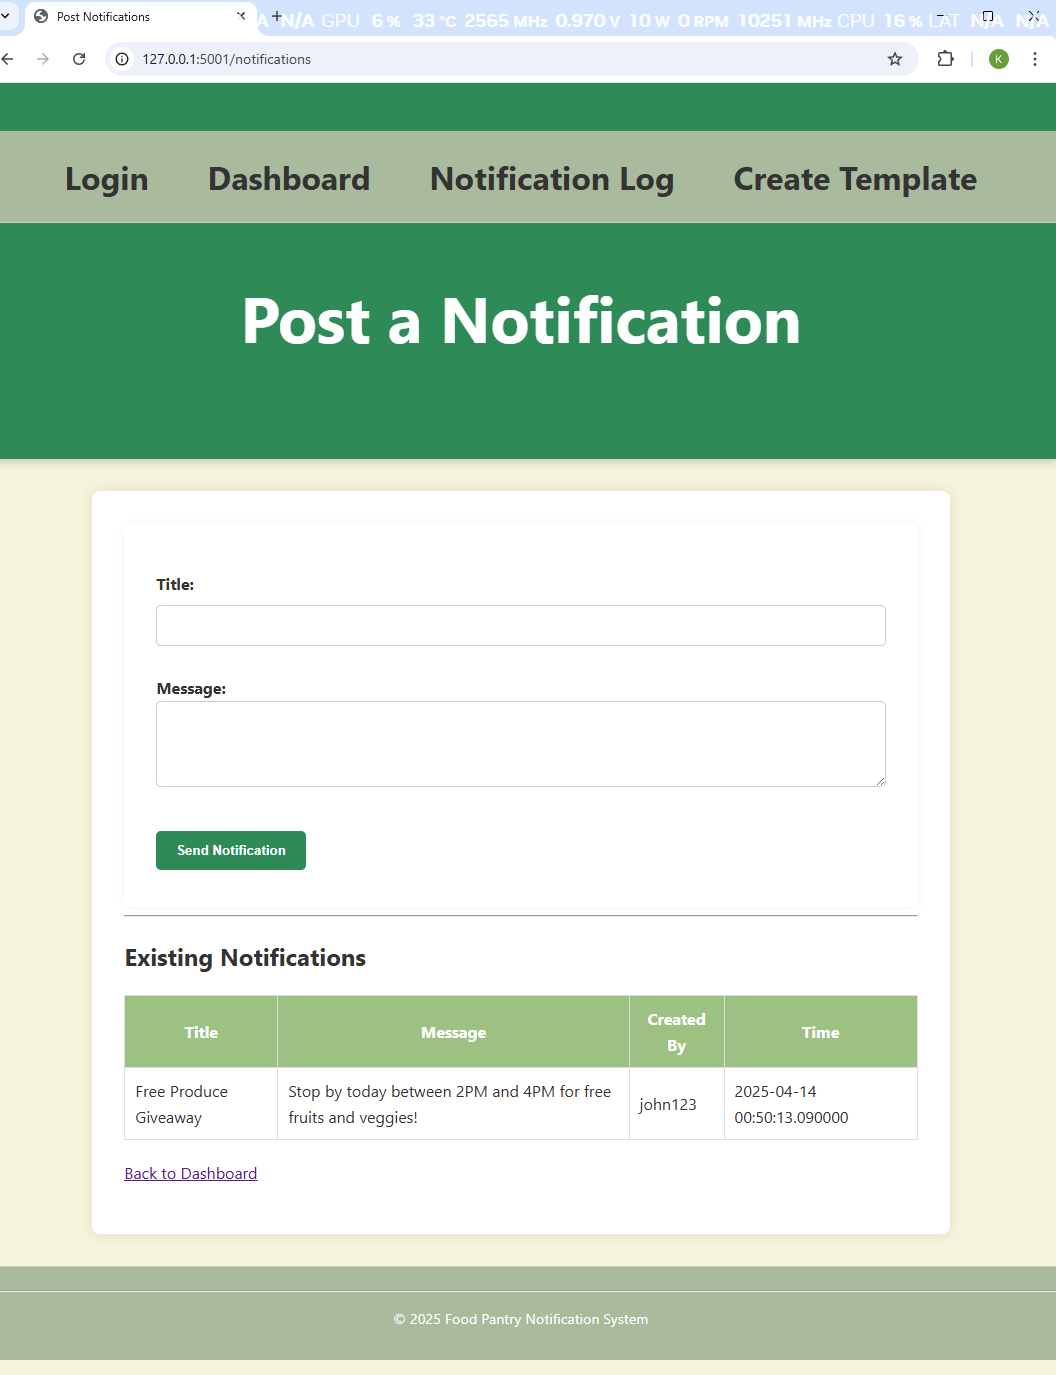 Post Notifications
N/A GPU 6 % 33 °C 2565 MHz 0.970 V 10 W 0 RPM 10251 MHz CPU 16 % LAT N/A N/A
127.0.0.1:5001/notifications
K
Login Dashboard Notification Log Create Template
Post a Notification
Title:
Message:
Send Notification
Existing Notifications
Title Message Created By Time
Free Produce Giveaway Stop by today between 2PM and 4PM for free fruits and veggies! john123 2025-04-14 00:50:13.090000
Back to Dashboard
© 2025 Food Pantry Notification System